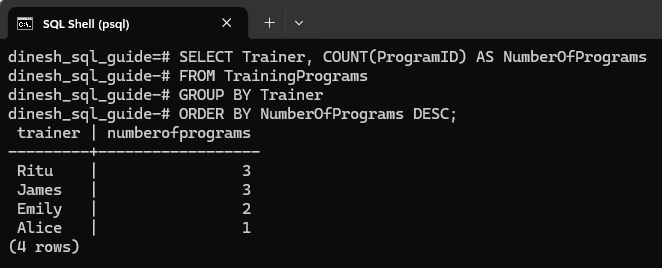 SQL Shell (psql)
dinesh_sql_guide=# SELECT Trainer, COUNT(ProgramID) AS NumberOfPrograms
dinesh_sql_guide-# FROM TrainingPrograms
dinesh_sql_guide-# GROUP BY Trainer
dinesh_sql_guide-# ORDER BY NumberOfPrograms DESC;
 trainer | numberofprograms
---------+------------------
 Ritu    |                3
 James   |                3
 Emily   |                2
 Alice   |                1
(4 rows)